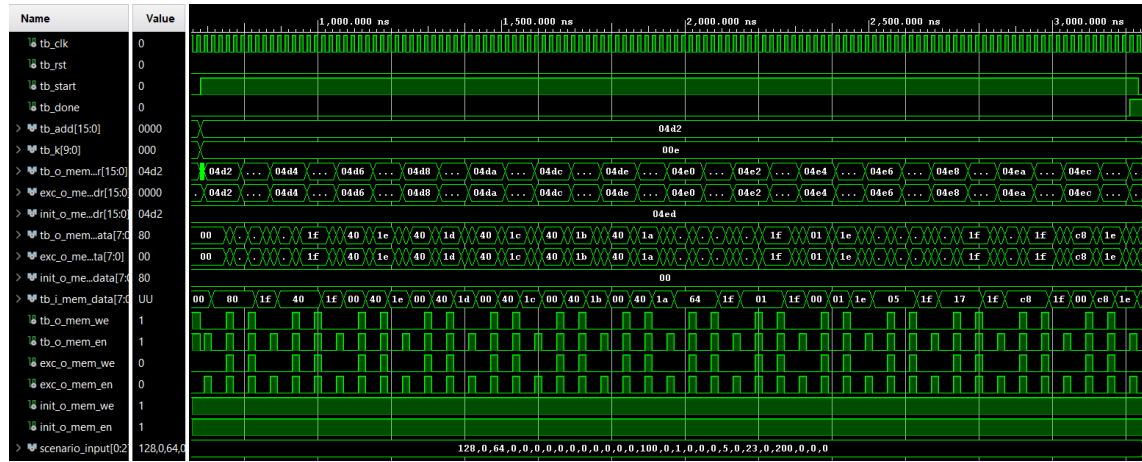 Name Value
1,000.000 ns 1,500.000 ns 2,000.000 ns 2,500.000 ns 3,000.000 ns
tb_clk 0
tb_rst 0
tb_start 0
tb_done 0
tb_add[15:0] 0000 04d2
tb_k[9:0] 000 00e
tb_o_mem...r[15:0] 04d2 04d2 ... 04d4 ... 04d6 ... 04d8 ... 04da ... 04dc ... 04de ... 04e0 ... 04e2 ... 04e4 ... 04e6 ... 04e8 ... 04ea ... 04ec ...
exc_o_me...dr[15:0] 0000 04d2 ... 04d4 ... 04d6 ... 04d8 ... 04da ... 04dc ... 04de ... 04e0 ... 04e2 ... 04e4 ... 04e6 ... 04e8 ... 04ea ... 04ec ...
init_o_me...dr[15:0] 04d2 04ed
tb_o_mem...ata[7:0] 80 00 . . . . 1f 40 1e 40 1d 40 1c 40 1b 40 1a . . . . 1f 01 1e . . . . . . 1f c8 1e
exc_o_me...ta[7:0] 00 00 . . . . 1f 40 1e 40 1d 40 1c 40 1b 40 1a . . . . 1f 01 1e . . . . . . 1f c8 1e
init_o_me...data[7:0 80 00
tb_i_mem_data[7:0 UU 00 80 1f 40 1f 00 40 1e 00 40 1d 00 40 1c 00 40 1b 00 40 1a 64 1f 01 1f 00 01 1e 05 1f 17 1f c8 1f 00 c8 1e
tb_o_mem_we 1
tb_o_mem_en 1
exc_o_mem_we 0
exc_o_mem_en 0
init_o_mem_we 1
init_o_mem_en 1
scenario_input[0:2 128,0,64,0 128,0,64,0,0,0,0,0,0,0,0,0,0,0,100,0,1,0,0,0,5,0,23,0,200,0,0,0